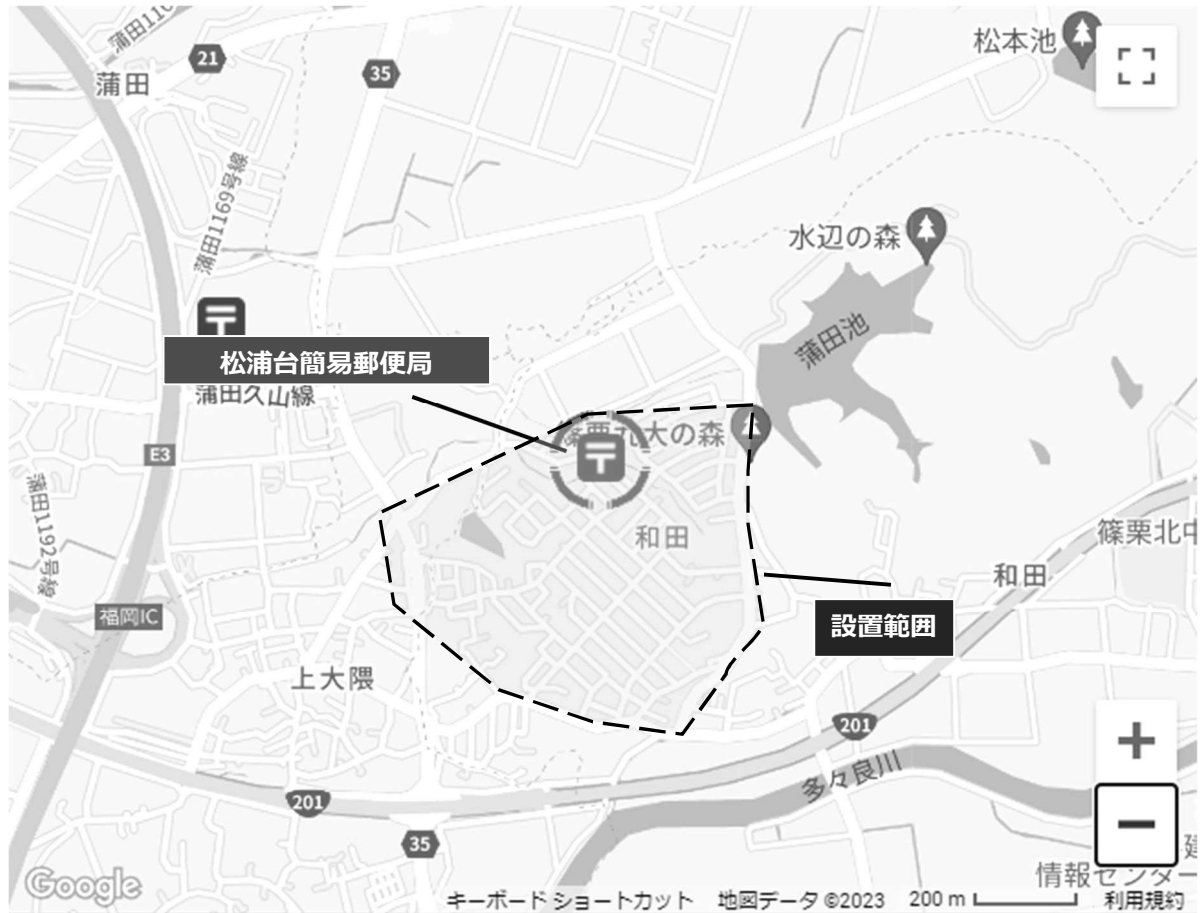 蒲田110
21
35
松本池
蒲田
蒲田1169号線
水辺の森
蒲田池
松浦台簡易郵便局
蒲田久山線
篠栗九大の森
E3
蒲田1192号線
和田
篠栗北中
和田
福岡IC
設置範囲
上大隈
201
多々良川
201
35
情報センター
Google
キーボード ショートカット
地図データ ©2023
200 m
利用規約